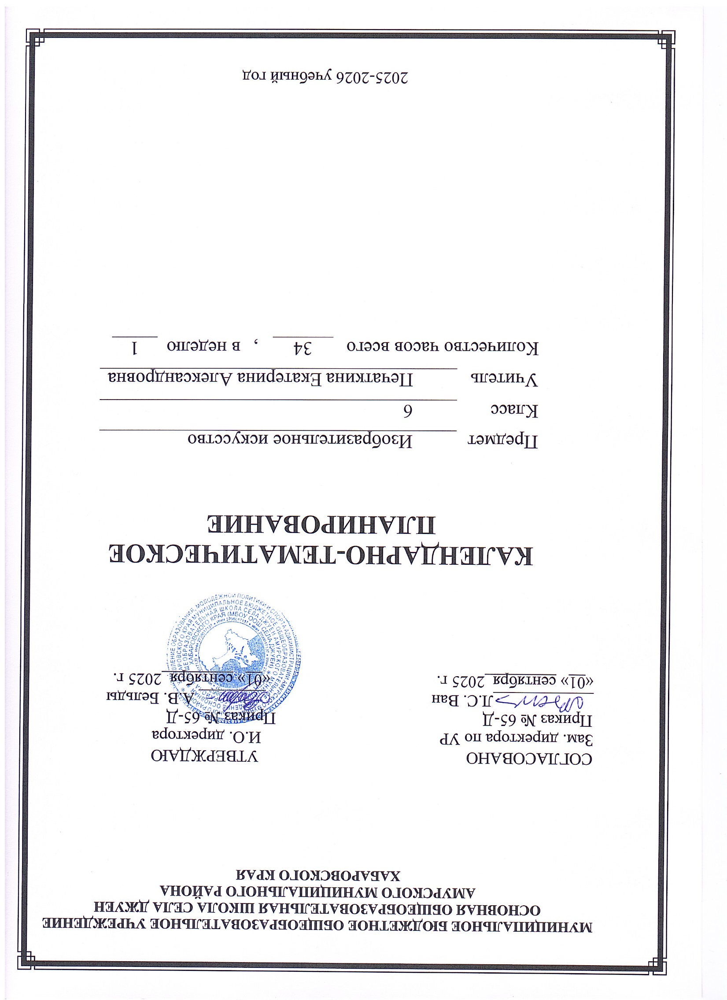 МУНИЦИПАЛЬНОЕ БЮДЖЕТНОЕ ОБЩЕОБРАЗОВАТЕЛЬНОЕ УЧРЕЖДЕНИЕ
ОСНОВНАЯ ОБЩЕОБРАЗОВАТЕЛЬНАЯ ШКОЛА СЕЛА ДЖУЕН
АМУРСКОГО МУНИЦИПАЛЬНОГО РАЙОНА
ХАБАРОВСКОГО КРАЯ
СОГЛАСОВАНО
Зам. директора по УР
Приказ № 65-Д
Л.С. Ван
«01» сентября 2025 г.
УТВЕРЖДАЮ
И.О. директора
Приказ № 65-Д
А.В. Бельды
«01» сентября 2025 г.
КАЛЕНДАРНО-ТЕМАТИЧЕСКОЕ
ПЛАНИРОВАНИЕ
Предмет Изобразительное искусство
Класс 6
Учитель Печаткина Екатерина Александровна
Количество часов всего 34 , в неделю 1
2025-2026 учебный год